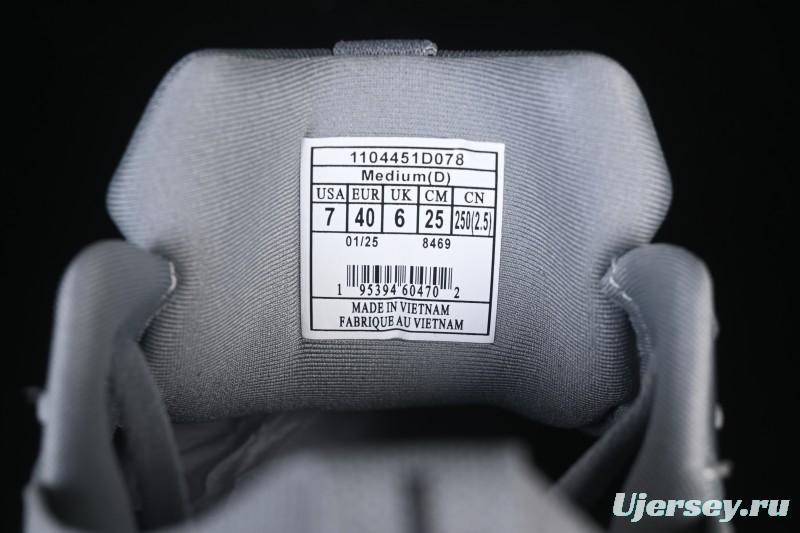 1104451D078
Medium(D)
USA EUR UK CM CN
7 40 6 25 250(2.5)
01/25 8469
1 95394 60470 2
MADE IN VIETNAM
FABRIQUE AU VIETNAM
Ujersey.ru